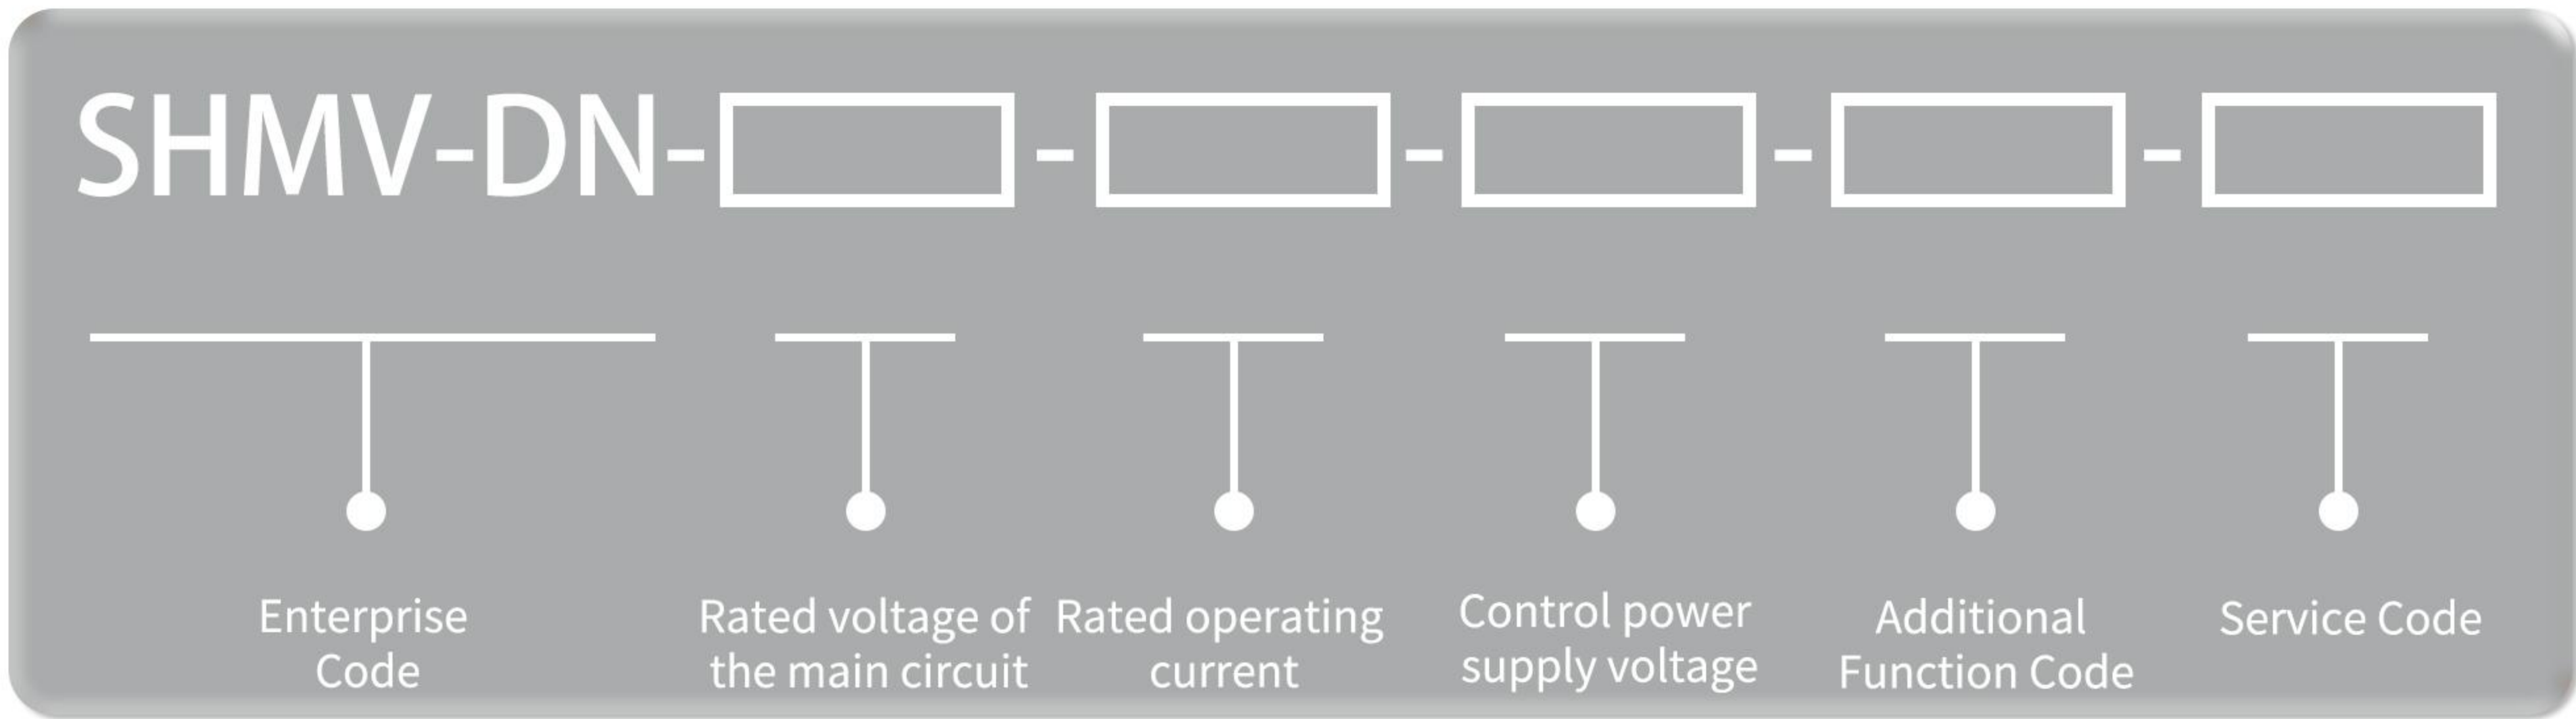 SHMV-DN- - - - -
Enterprise
Code
Rated voltage of
the main circuit
Rated operating
current
Control power
supply voltage
Additional
Function Code
Service Code